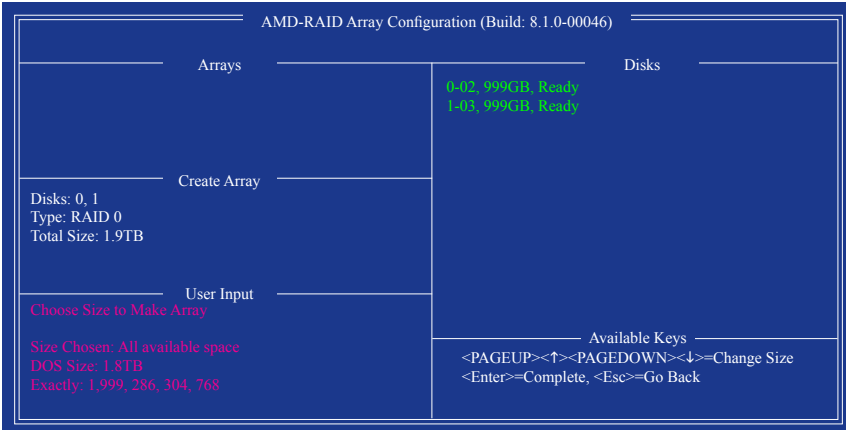 AMD-RAID Array Configuration (Build: 8.1.0-00046)
Arrays
Create Array
Disks: 0, 1
Type: RAID 0
Total Size: 1.9TB
User Input
Choose Size to Make Array
Size Chosen: All available space
DOS Size: 1.8TB
Exactly: 1,999, 286, 304, 768
Disks
0-02, 999GB, Ready
1-03, 999GB, Ready
Available Keys
<PAGEUP><↑><PAGEDOWN><↓>=Change Size
<Enter>=Complete, <Esc>=Go Back